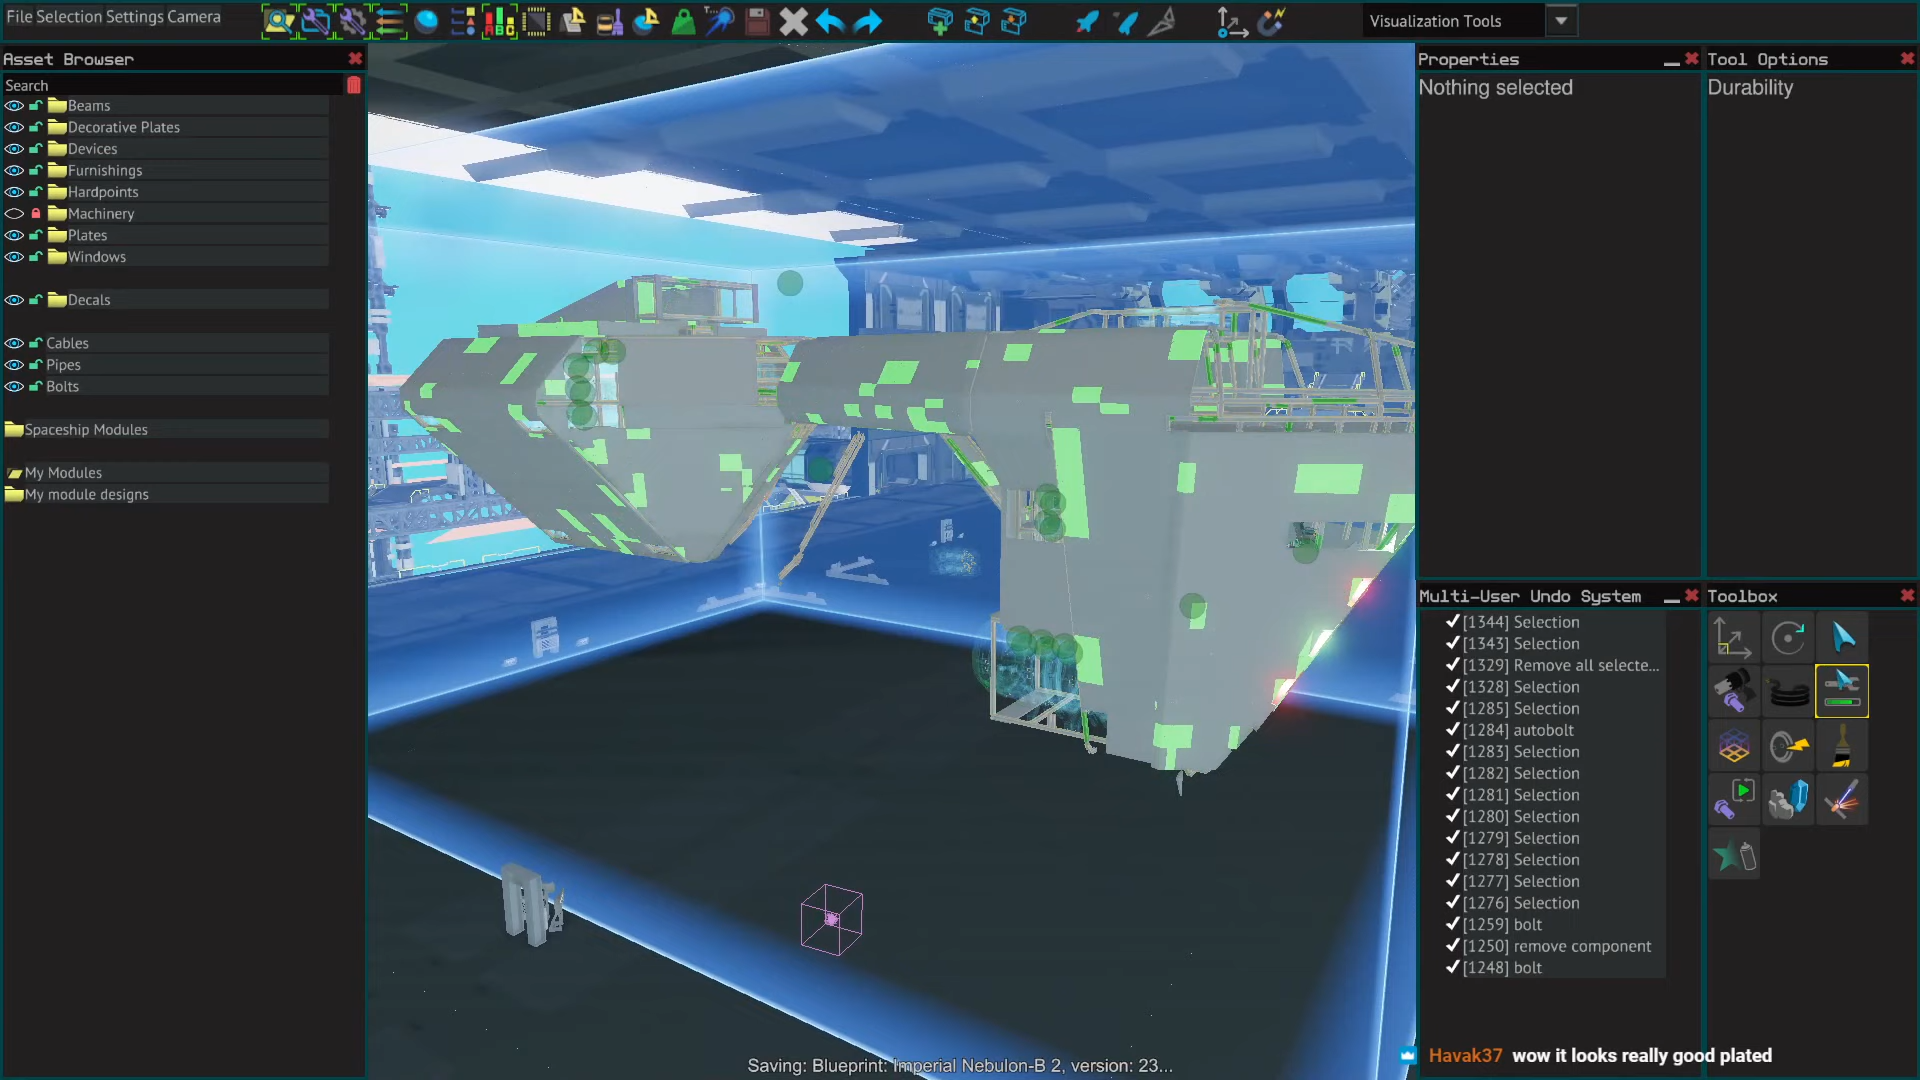 File Selection Settings Camera
Visualization Tools
Asset Browser
Search
Beams
Decorative Plates
Devices
Furnishings
Hardpoints
Machinery
Plates
Windows
Decals
Cables
Pipes
Bolts
Spaceship Modules
My Modules
My module designs
Properties
Nothing selected
Tool Options
Durability
Multi-User Undo System
[1344] Selection
[1343] Selection
[1329] Remove all selecte...
[1328] Selection
[1285] Selection
[1284] autobolt
[1283] Selection
[1282] Selection
[1281] Selection
[1280] Selection
[1279] Selection
[1278] Selection
[1277] Selection
[1276] Selection
[1259] bolt
[1250] remove component
[1248] bolt
Toolbox
Saving: Blueprint: Imperial Nebulon-B 2, version: 23...
Havak37 wow it looks really good plated